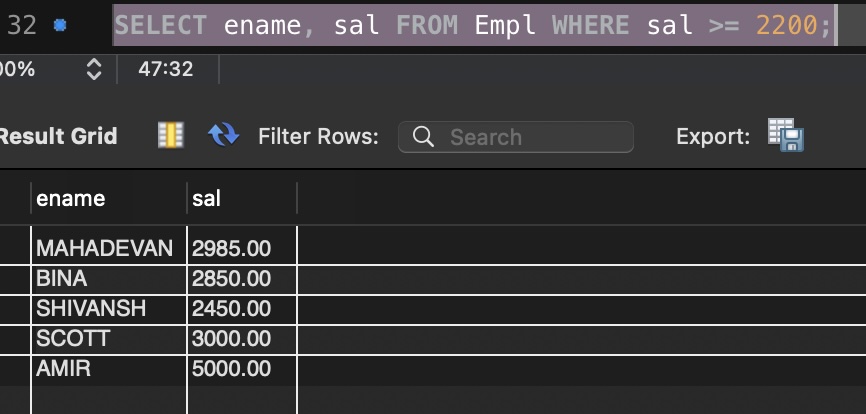 32 SELECT ename, sal FROM Empl WHERE sal >= 2200;
00% 47:32
Result Grid Filter Rows: Search Export:
ename sal
MAHADEVAN 2985.00
BINA 2850.00
SHIVANSH 2450.00
SCOTT 3000.00
AMIR 5000.00